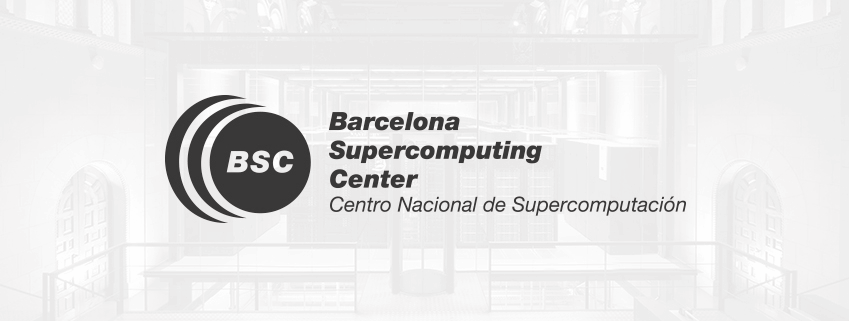 BSC
Barcelona
Supercomputing
Center
Centro Nacional de Supercomputación